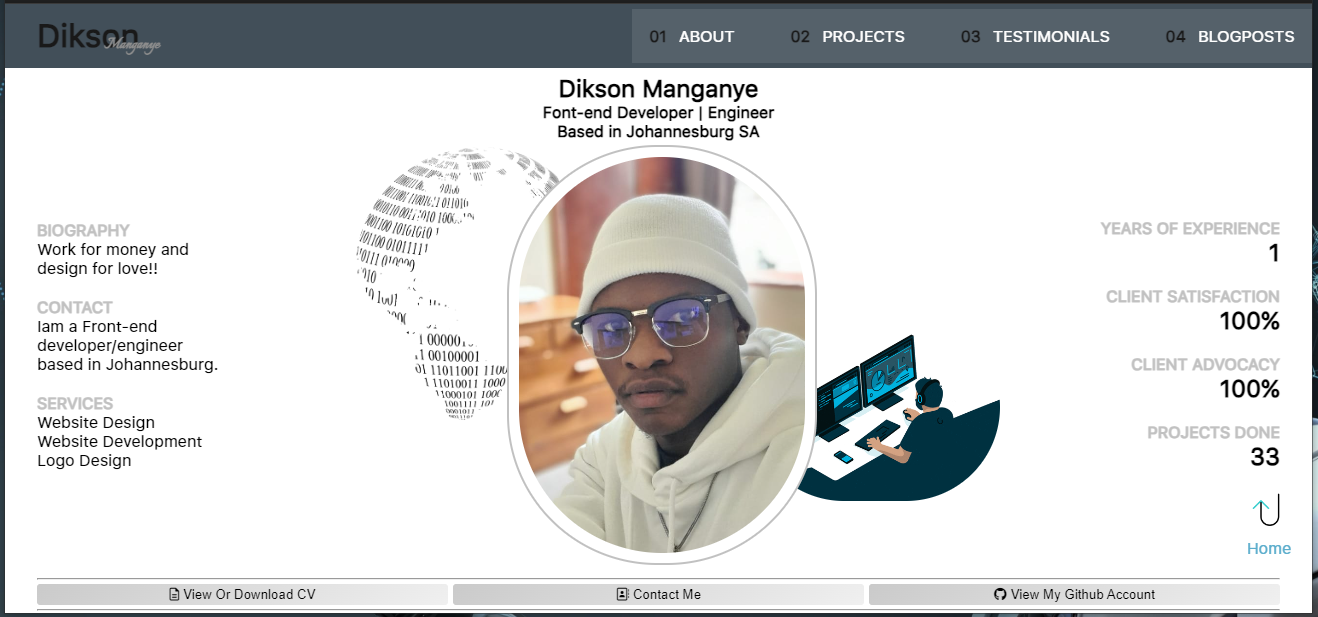 Dikson
Manganye
01 ABOUT
02 PROJECTS
03 TESTIMONIALS
04 BLOGPOSTS
Dikson Manganye
Font-end Developer | Engineer
Based in Johannesburg SA
BIOGRAPHY
Work for money and
design for love!!
CONTACT
Iam a Front-end
developer/engineer
based in Johannesburg.
SERVICES
Website Design
Website Development
Logo Design
YEARS OF EXPERIENCE
1
CLIENT SATISFACTION
100%
CLIENT ADVOCACY
100%
PROJECTS DONE
33
Home
View Or Download CV
Contact Me
View My Github Account